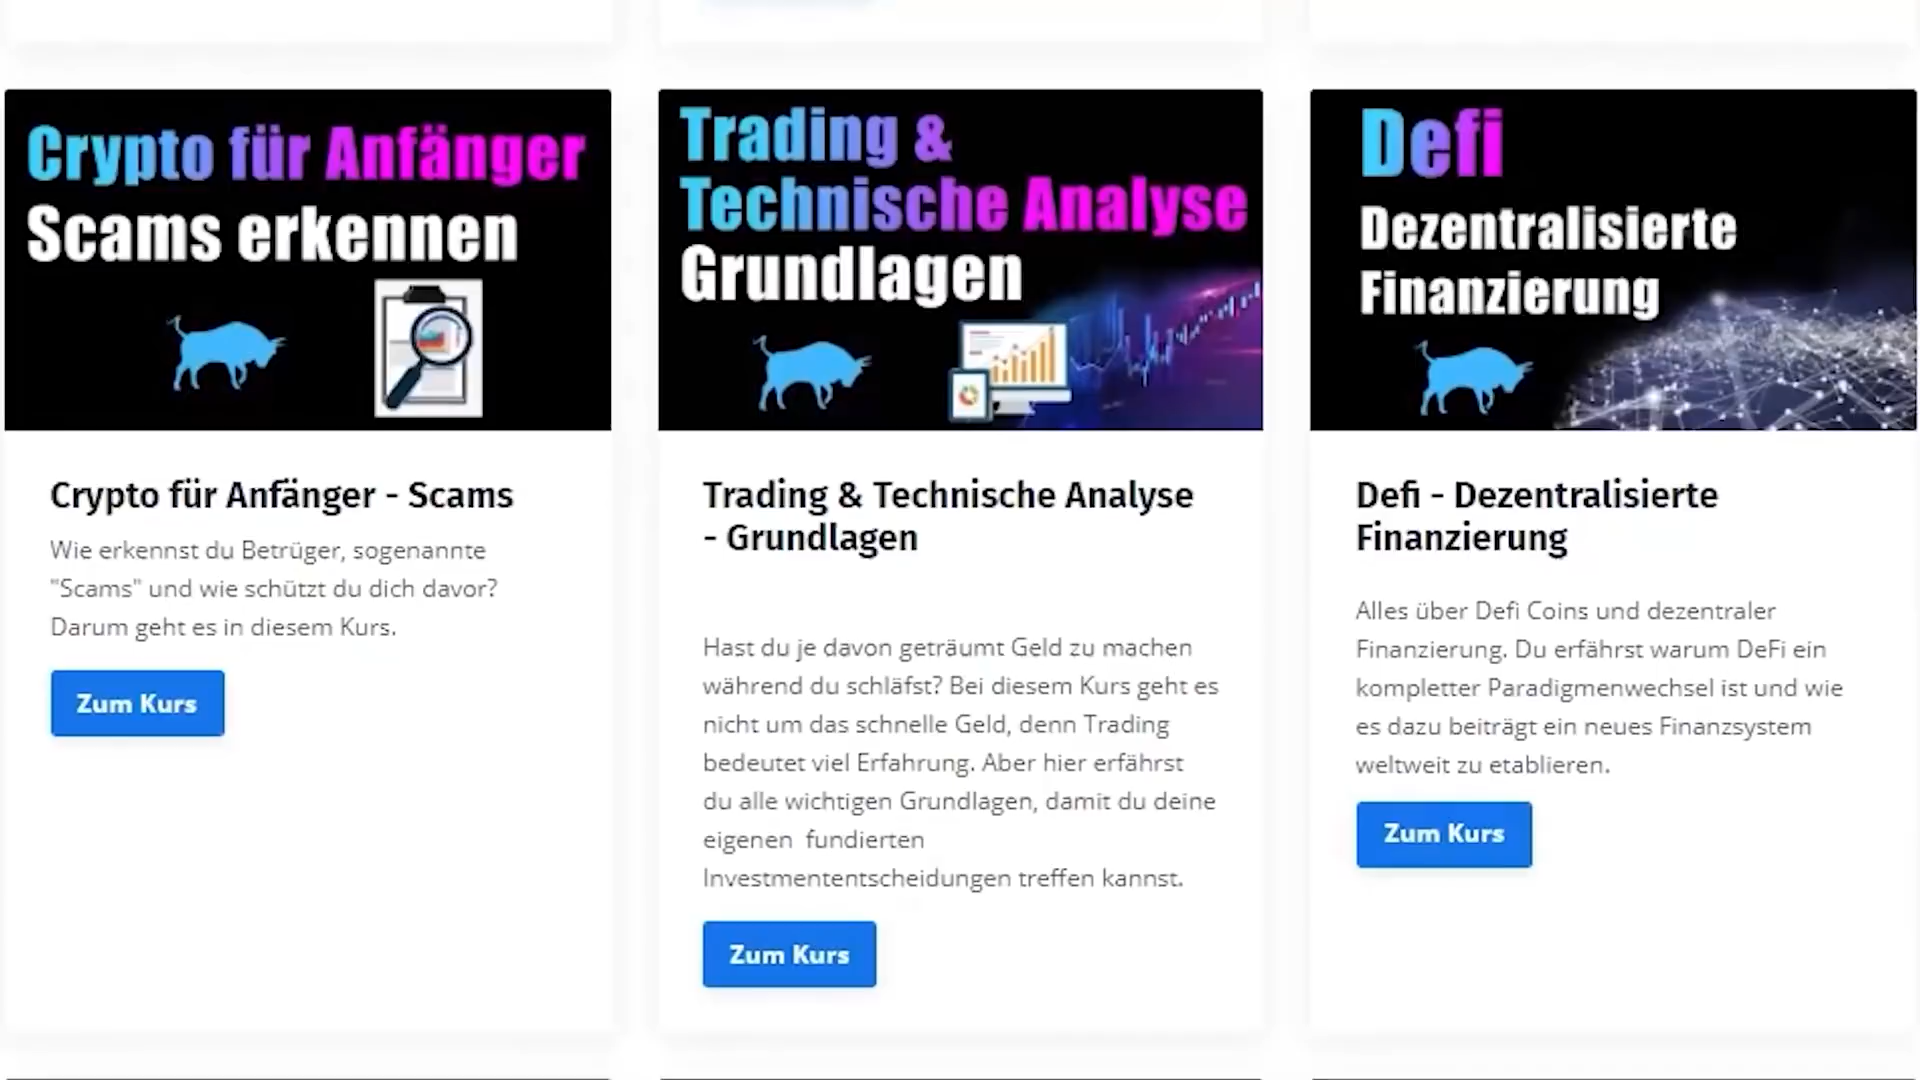 Crypto für Anfänger
Scams erkennen
Crypto für Anfänger - Scams
Wie erkennst du Betrüger, sogenannte
"Scams" und wie schützt du dich davor?
Darum geht es in diesem Kurs.
Zum Kurs
Trading &
Technische Analyse
Grundlagen
Trading & Technische Analyse
- Grundlagen
Hast du je davon geträumt Geld zu machen
während du schläfst? Bei diesem Kurs geht es
nicht um das schnelle Geld, denn Trading
bedeutet viel Erfahrung. Aber hier erfährst
du alle wichtigen Grundlagen, damit du deine
eigenen  fundierten
Investmententscheidungen treffen kannst.
Zum Kurs
Defi
Dezentralisierte
Finanzierung
Defi - Dezentralisierte
Finanzierung
Alles über Defi Coins und dezentraler
Finanzierung. Du erfährst warum DeFi ein
kompletter Paradigmenwechsel ist und wie
es dazu beiträgt ein neues Finanzsystem
weltweit zu etablieren.
Zum Kurs